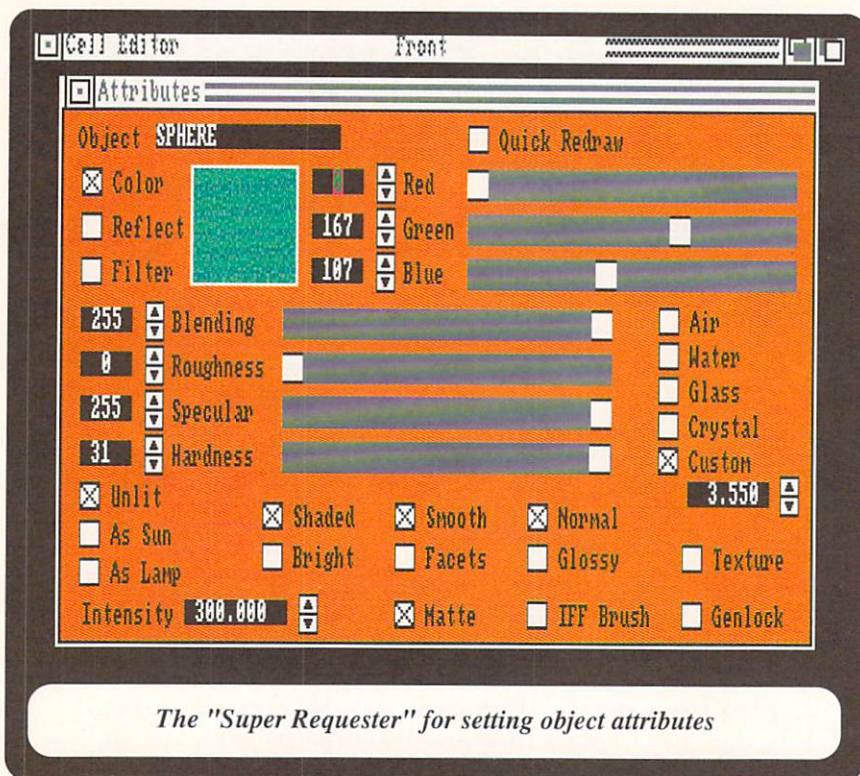 Cell Editor Front
Attributes
Object SPHERE Quick Redraw
Color 0 Red
Reflect 167 Green
Filter 107 Blue
255 Blending Air
0 Roughness Water
Glass
255 Specular Crystal
31 Hardness Custom
Unlit 3.550
Shaded Smooth Normal
As Sun
Bright Facets Glossy Texture
As Lamp
Intensity 300.000 Matte IFF Brush Genlock
The "Super Requester" for setting object attributes